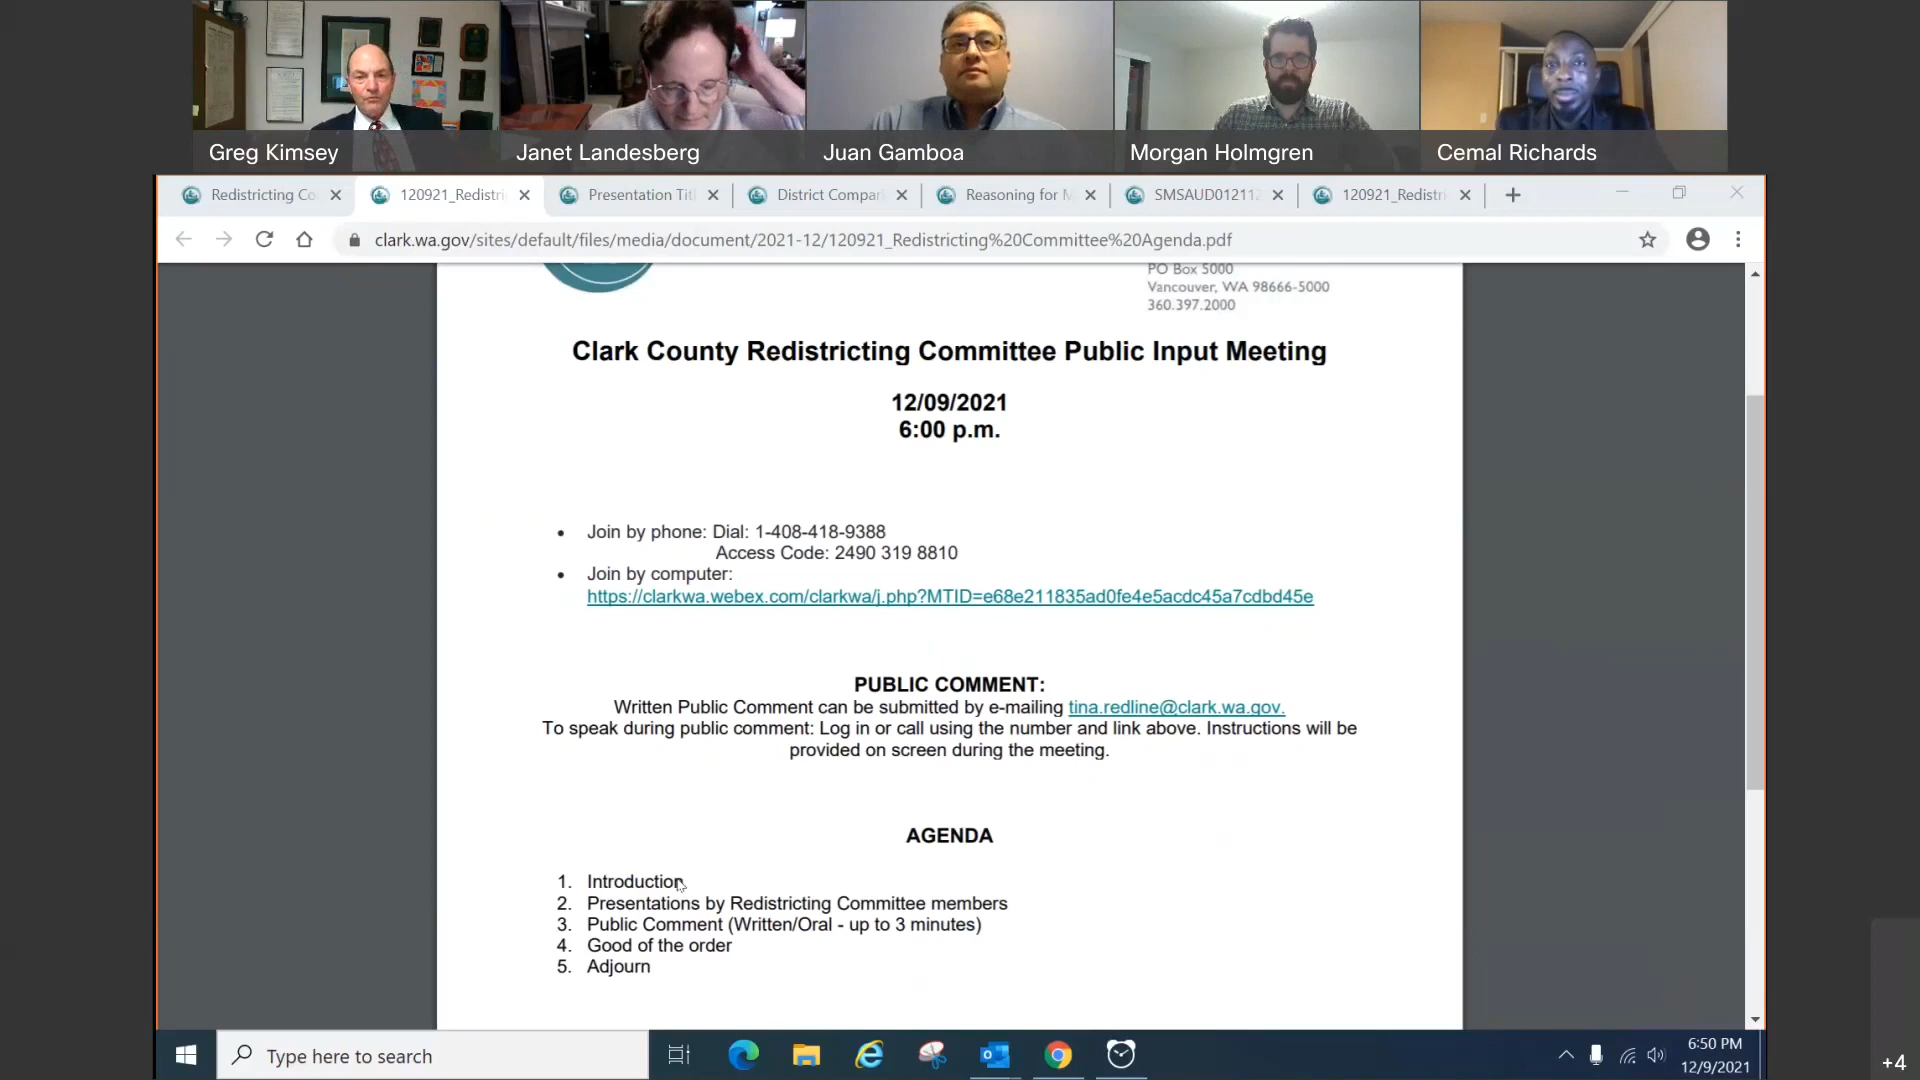 Greg Kimsey
Janet Landesberg
Juan Gamboa
Morgan Holmgren
Cemal Richards
Redistricting Co
120921_Redistri
Presentation Titl
District Compar
Reasoning for M
SMSAUD012112
120921_Redistri
clark.wa.gov/sites/default/files/media/document/2021-12/120921_Redistricting%20Committee%20Agenda.pdf
PO Box 5000
Vancouver, WA 98666-5000
360.397.2000
Clark County Redistricting Committee Public Input Meeting
12/09/2021
6:00 p.m.
• Join by phone: Dial: 1-408-418-9388
Access Code: 2490 319 8810
• Join by computer:
https://clarkwa.webex.com/clarkwa/j.php?MTID=e68e211835ad0fe4e5acdc45a7cdbd45e
PUBLIC COMMENT:
Written Public Comment can be submitted by e-mailing tina.redline@clark.wa.gov.
To speak during public comment: Log in or call using the number and link above. Instructions will be
provided on screen during the meeting.
AGENDA
1. Introduction
2. Presentations by Redistricting Committee members
3. Public Comment (Written/Oral - up to 3 minutes)
4. Good of the order
5. Adjourn
Type here to search
6:50 PM
12/9/2021
+4